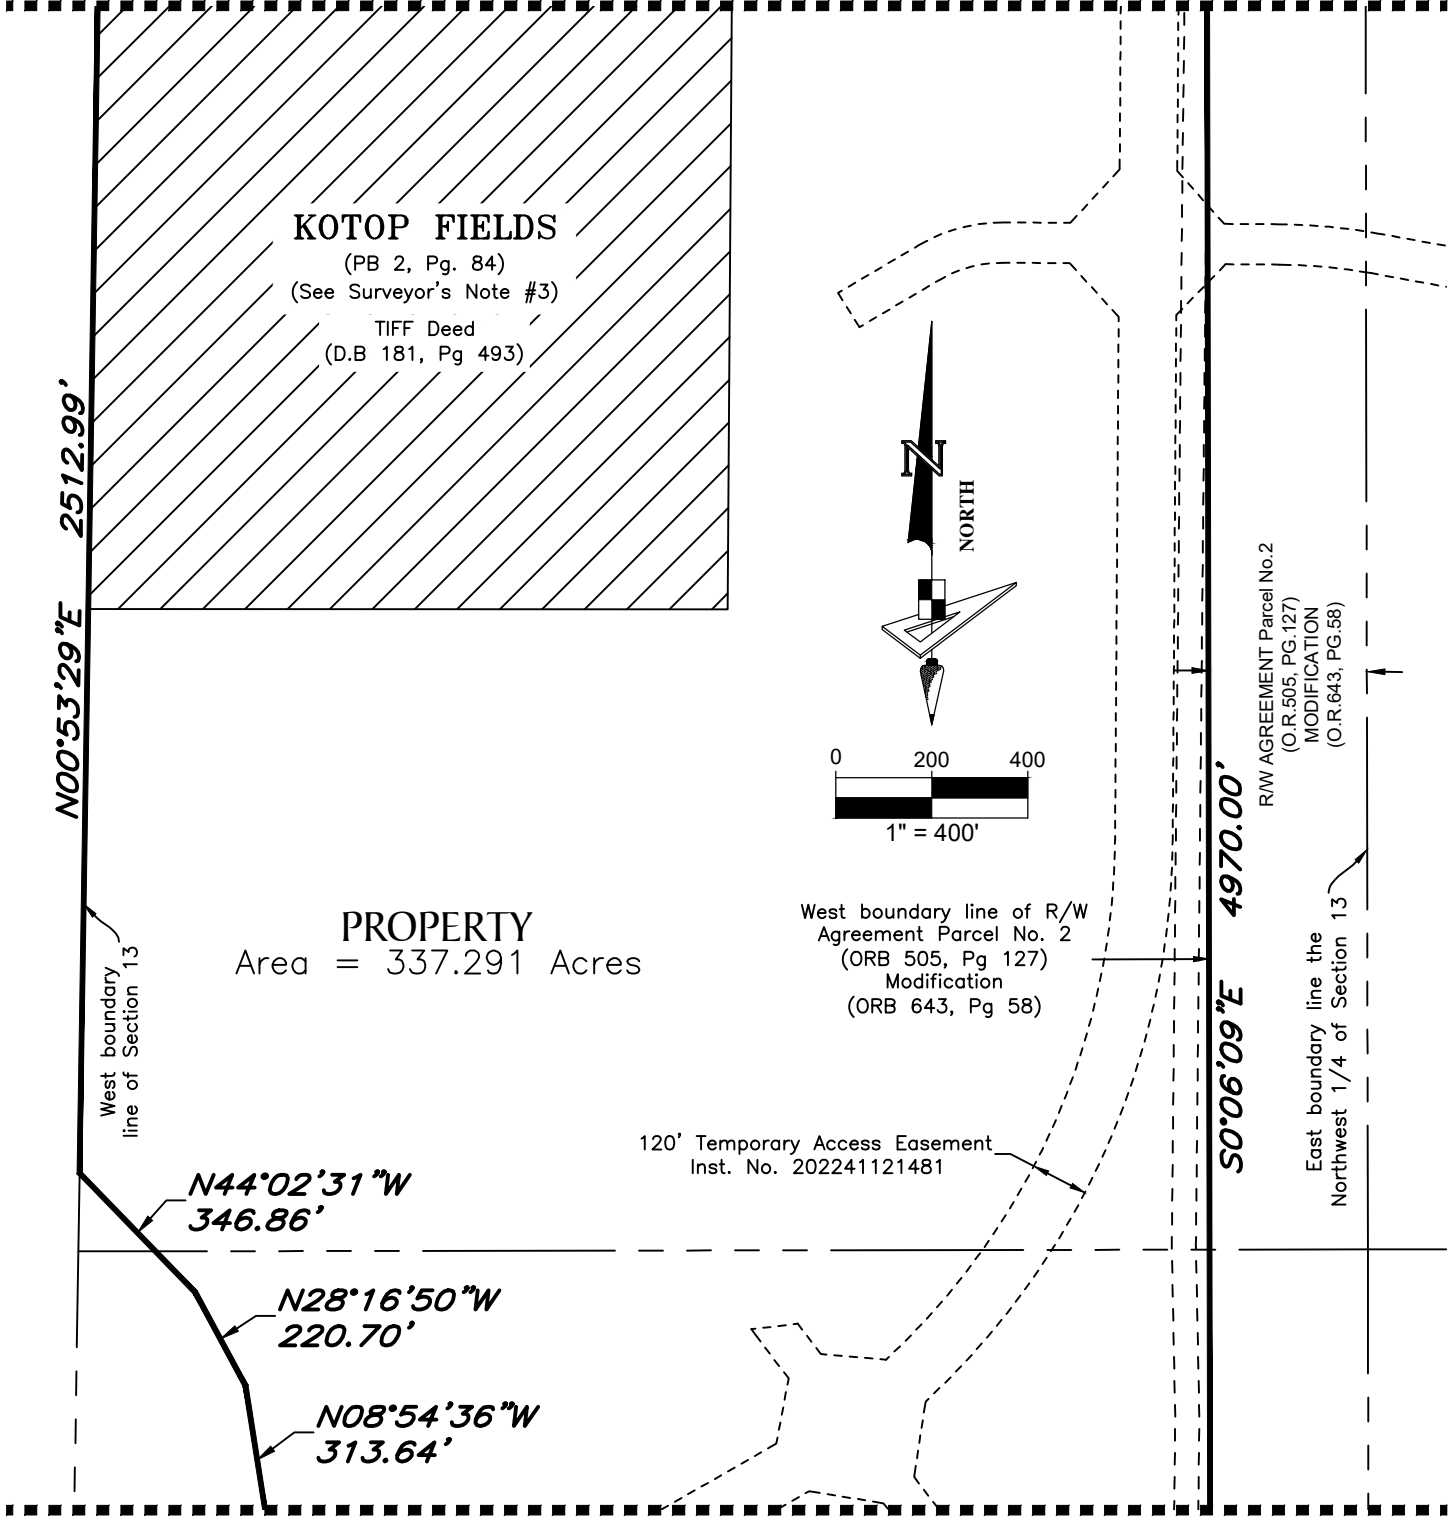 KOTOP FIELDS
(PB 2, Pg. 84)
(See Surveyor's Note #3)
TIFF Deed
(D.B 181, Pg 493)
N00°53'29"E 2512.99'
N
NORTH
0 200 400
1" = 400'
R/W AGREEMENT Parcel No.2
(O.R.505, PG.127)
MODIFICATION
(O.R.643, PG.58)
S0°06'09"E 4970.00'
PROPERTY
Area = 337.291 Acres
West boundary
line of Section 13
West boundary line of R/W
Agreement Parcel No. 2
(ORB 505, Pg 127)
Modification
(ORB 643, Pg 58)
East boundary line the
Northwest 1/4 of Section 13
120' Temporary Access Easement
Inst. No. 202241121481
N44°02'31"W
346.86'
N28°16'50"W
220.70'
N08°54'36"W
313.64'